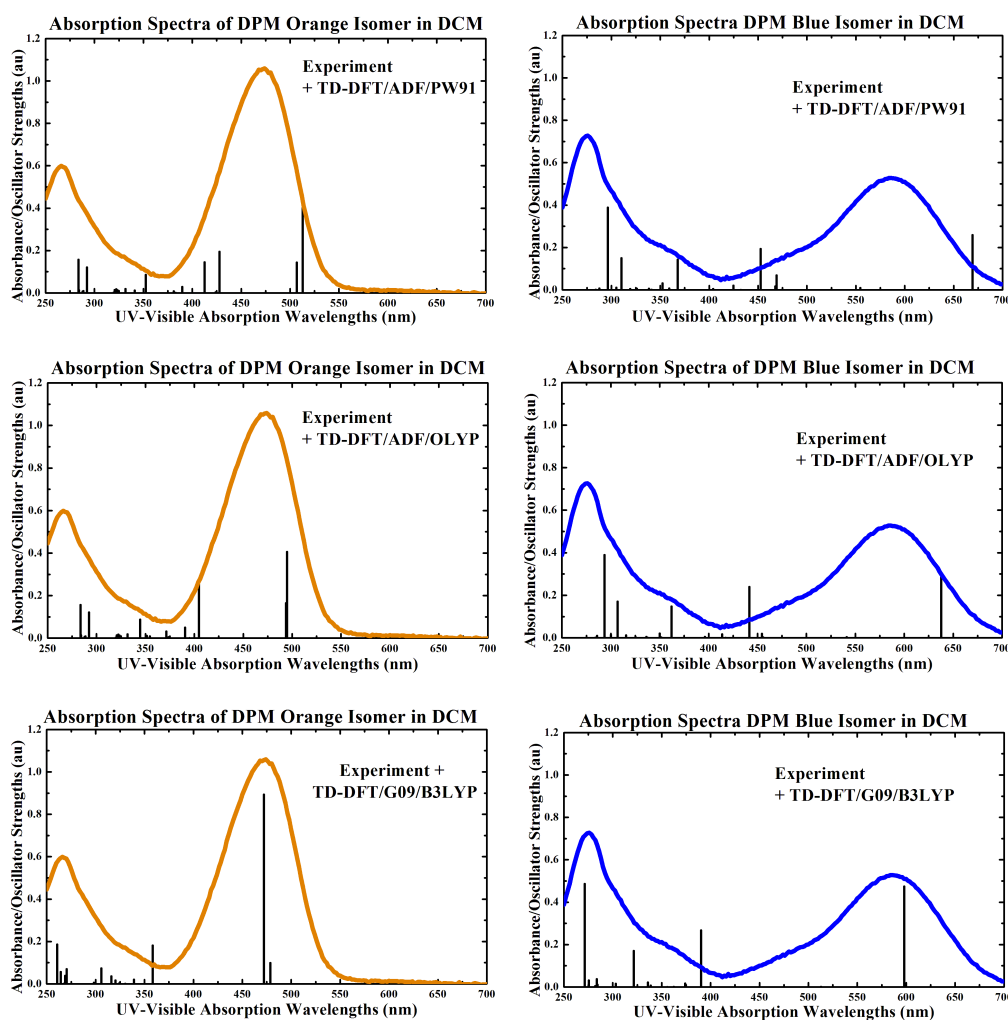 Absorption Spectra of DPM Orange Isomer in DCM
Absorbance/Oscillator Strengths (au)
1.2
1.0
0.8
0.6
0.4
0.2
0.0
Experiment
+ TD-DFT/ADF/PW91
250 300 350 400 450 500 550 600 650 700
UV-Visible Absorption Wavelengths (nm)
Absorption Spectra DPM Blue Isomer in DCM
Absorbance/Oscillator Strengths (au)
1.2
1.0
0.8
0.6
0.4
0.2
0.0
Experiment
+ TD-DFT/ADF/PW91
250 300 350 400 450 500 550 600 650 700
UV-Visible Absorption Wavelengths (nm)
Absorption Spectra of DPM Orange Isomer in DCM
Absorbance/Oscillator Strengths (au)
1.2
1.0
0.8
0.6
0.4
0.2
0.0
Experiment
+ TD-DFT/ADF/OLYP
250 300 350 400 450 500 550 600 650 700
UV-Visible Absorption Wavelengths (nm)
Absorption Spectra of DPM Blue Isomer in DCM
Absorbance/Oscillator Strengths (au)
1.2
1.0
0.8
0.6
0.4
0.2
0.0
Experiment
+ TD-DFT/ADF/OLYP
250 300 350 400 450 500 550 600 650 700
UV-Visible Absorption Wavelengths (nm)
Absorption Spectra of DPM Orange Isomer in DCM
Absorbance/Oscillator Strengths (au)
1.2
1.0
0.8
0.6
0.4
0.2
0.0
Experiment +
TD-DFT/G09/B3LYP
250 300 350 400 450 500 550 600 650 700
UV-Visible Absorption Wavelengths (nm)
Absorption Spectra DPM Blue Isomer in DCM
Absorbance/Oscillator Strengths (au)
1.2
1.0
0.8
0.6
0.4
0.2
0.0
Experiment
+ TD-DFT/G09/B3LYP
250 300 350 400 450 500 550 600 650 700
UV-Visible Absorption Wavelengths (nm)